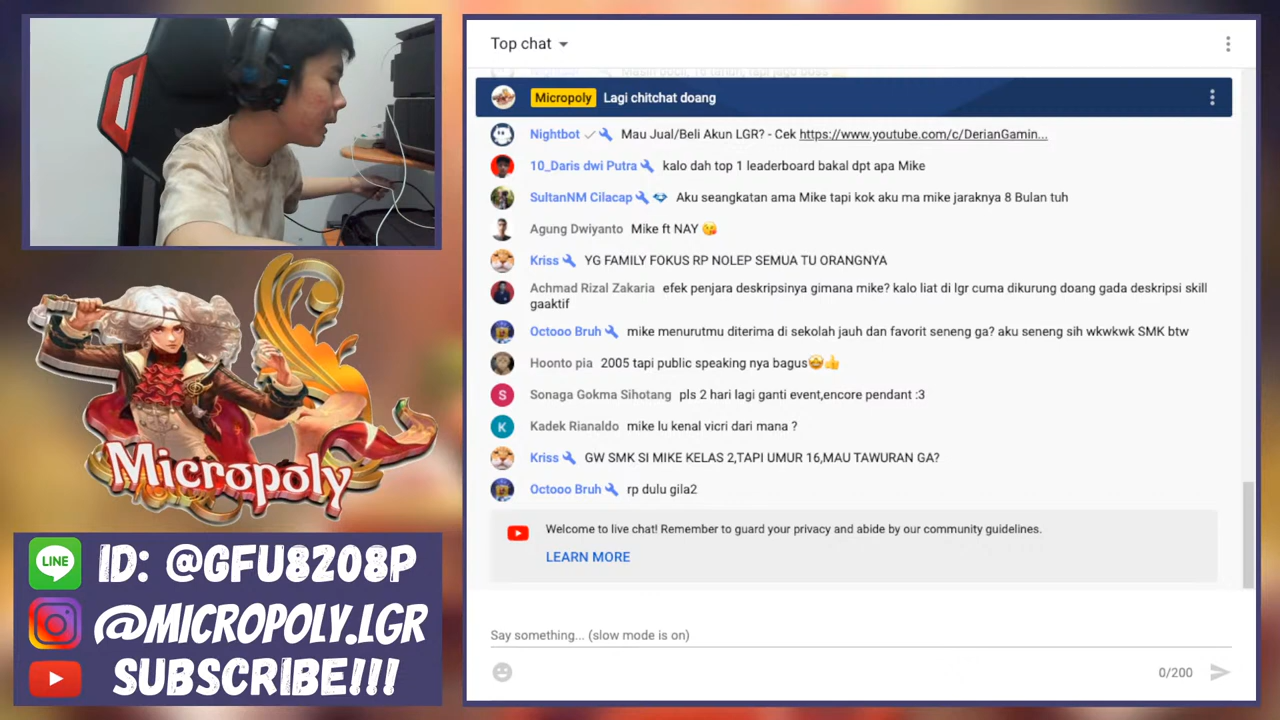 Top chat
Micropoly Lagi chitchat doang
Nightbot Mau Jual/Beli Akun LGR? - Cek https://www.youtube.com/c/DerianGamin...
10_Daris dwi Putra kalo dah top 1 leaderboard bakal dpt apa Mike
SultanNM Cilacap Aku seangkatan ama Mike tapi kok aku ma mike jaraknya 8 Bulan tuh
Agung Dwiyanto Mike ft NAY 😘
Kriss YG FAMILY FOKUS RP NOLEP SEMUA TU ORANGNYA
Achmad Rizal Zakaria efek penjara deskripsinya gimana mike? kalo liat di lgr cuma dikurung doang gada deskripsi skill
gaaktif
Octooo Bruh mike menurutmu diterima di sekolah jauh dan favorit seneng ga? aku seneng sih wkwkwk SMK btw
Hoonto pia 2005 tapi public speaking nya bagus🤩👍
S Sonaga Gokma Sihotang pls 2 hari lagi ganti event,encore pendant :3
K Kadek Rianaldo mike lu kenal vicri dari mana ?
Kriss GW SMK SI MIKE KELAS 2,TAPI UMUR 16,MAU TAWURAN GA?
Octooo Bruh rp dulu gila2
Welcome to live chat! Remember to guard your privacy and abide by our community guidelines.
LEARN MORE
Say something... (slow mode is on)
0/200
Micropoly
LINE ID: @GFU8208P
@MICROPOLY.LGR
SUBSCRIBE!!!